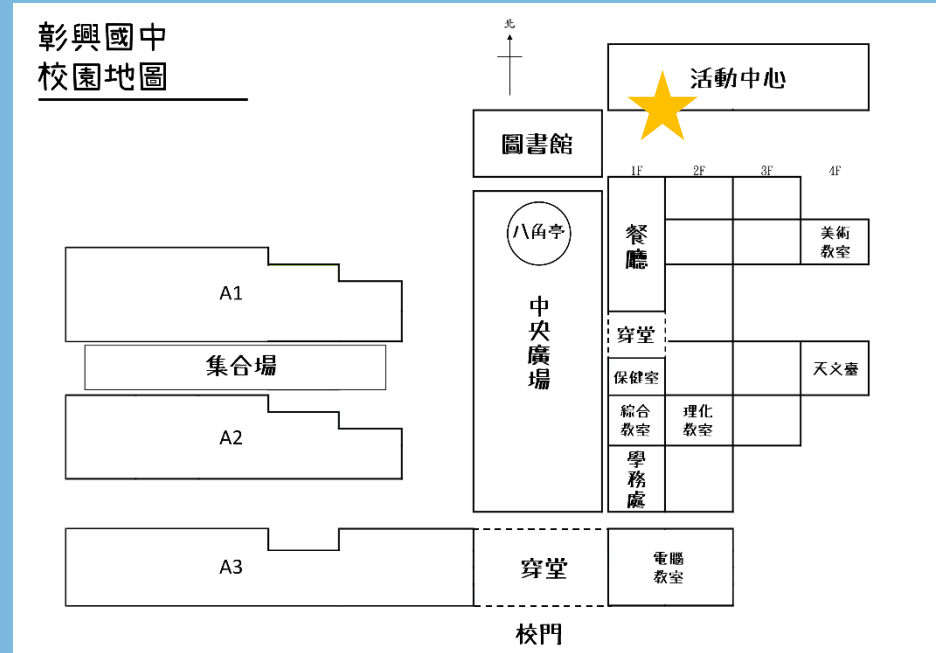 彰興國中
校園地圖
北
活動中心
圖書館
1F 2F 3F 4F
八角亭
餐廳
美術
教室
A1
中央廣場
穿堂
集合場
保健室
天文臺
A2
綜合
教室
理化
教室
學務處
A3
穿堂
電腦
教室
校門